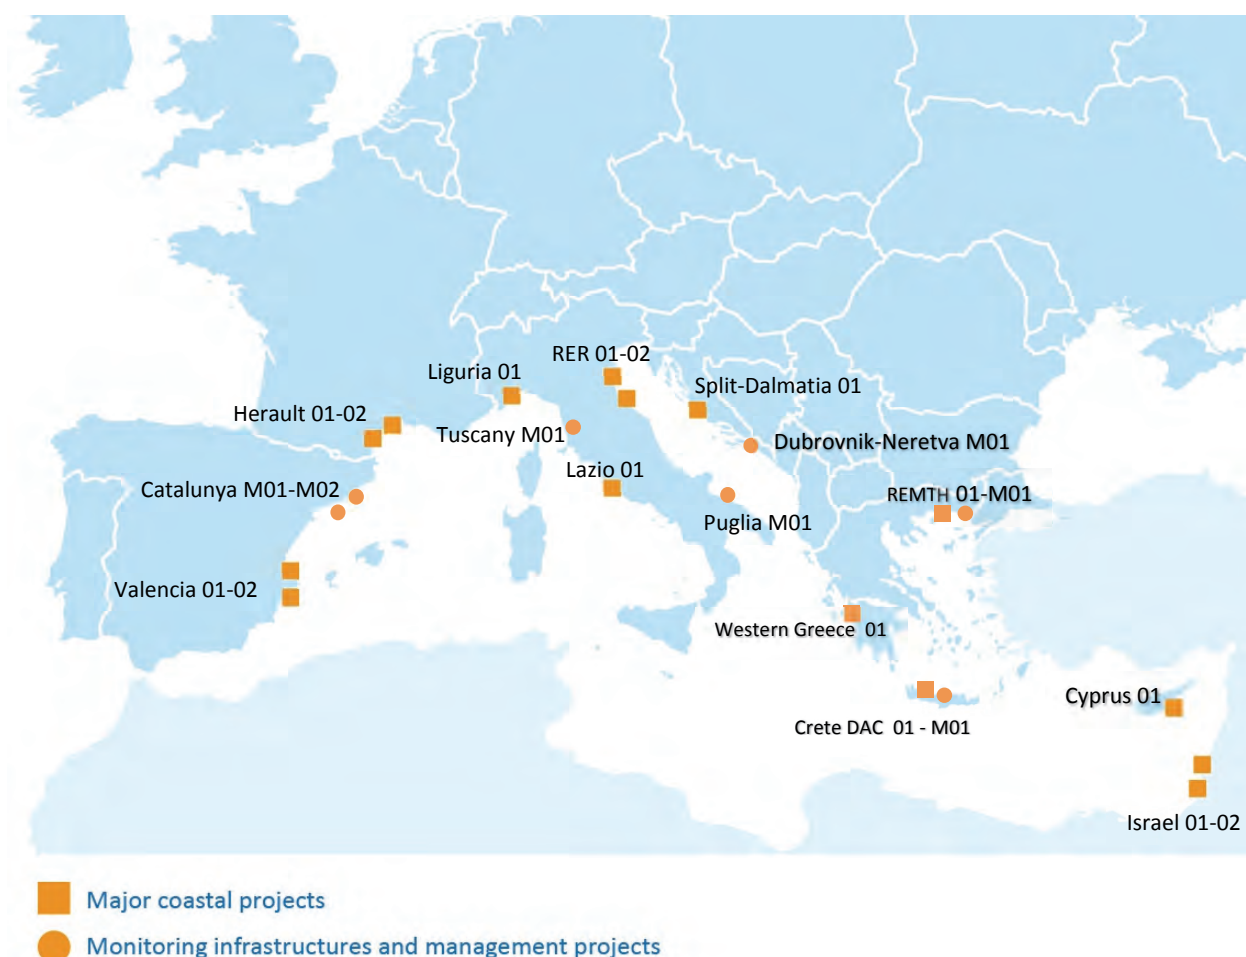 RER 01-02
Liguria 01
Split-Dalmatia 01
Herault 01-02
Tuscany M01
Dubrovnik-Neretva M01
Lazio 01
Catalunya M01-M02
REMTH 01-M01
Puglia M01
Valencia 01-02
Western Greece 01
Cyprus 01
Crete DAC 01 - M01
Israel 01-02
Major coastal projects
Monitoring infrastructures and management projects